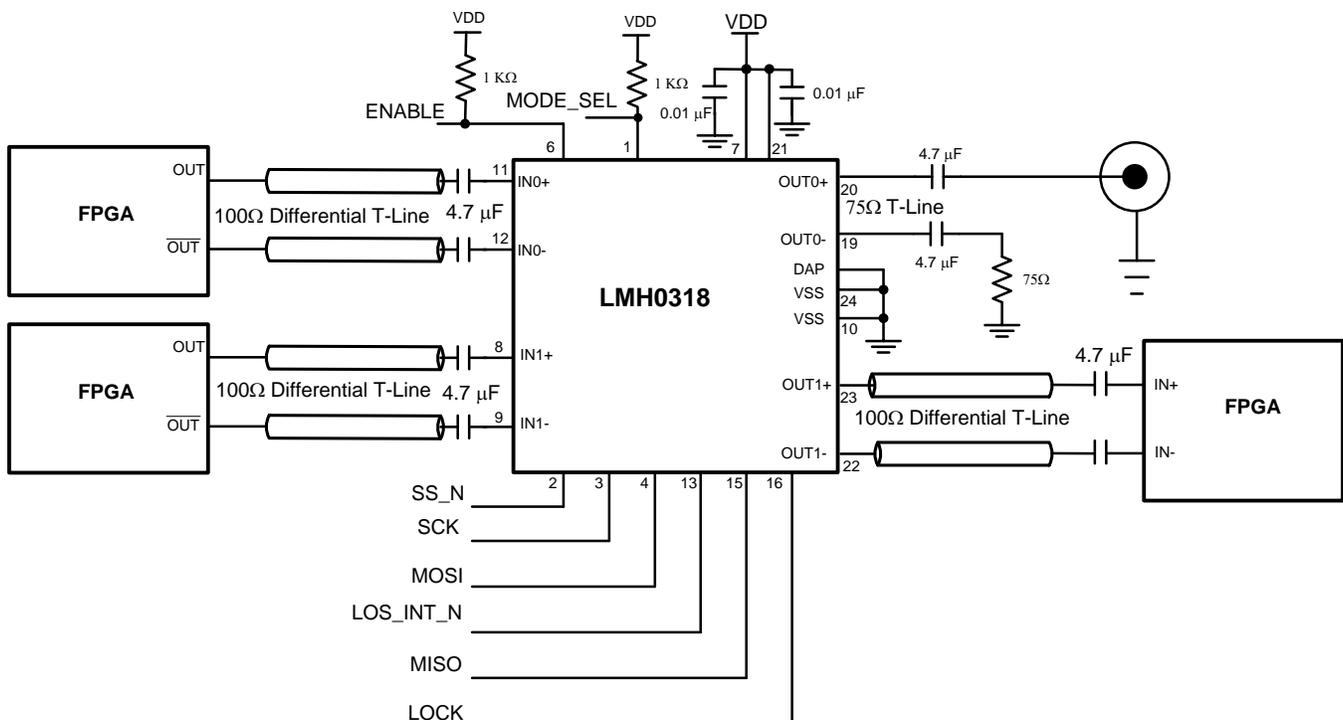 VDD
VDD
VDD
1 KΩ
1 KΩ
0.01 µF
0.01 µF
ENABLE
MODE_SEL
6
1
7
21
FPGA
OUT
OUT
100Ω Differential T-Line
4.7 µF
11
12
IN0+
IN0-
FPGA
OUT
OUT
100Ω Differential T-Line
4.7 µF
8
9
IN1+
IN1-
LMH0318
OUT0+
20
4.7 µF
75Ω T-Line
OUT0-
19
4.7 µF
75Ω
DAP
VSS
24
VSS
10
OUT1+
23
4.7 µF
100Ω Differential T-Line
OUT1-
22
IN+
IN-
FPGA
2
3
4
13
15
16
SS_N
SCK
MOSI
LOS_INT_N
MISO
LOCK